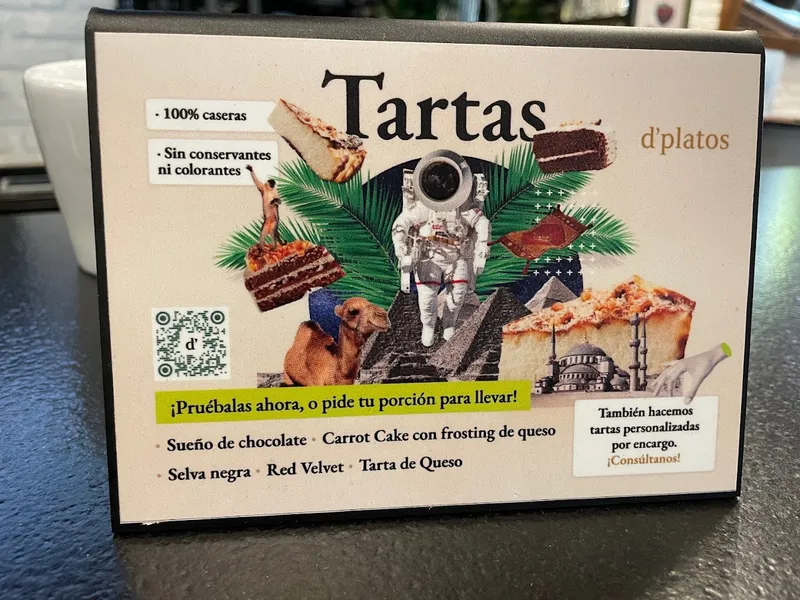 Tartas
· 100% caseras
· Sin conservantes
ni colorantes
d'platos
d'
¡Pruébalas ahora, o pide tu porción para llevar!
· Sueño de chocolate · Carrot Cake con frosting de queso
· Selva negra · Red Velvet · Tarta de Queso
También hacemos
tartas personalizadas
por encargo.
¡Consúltanos!